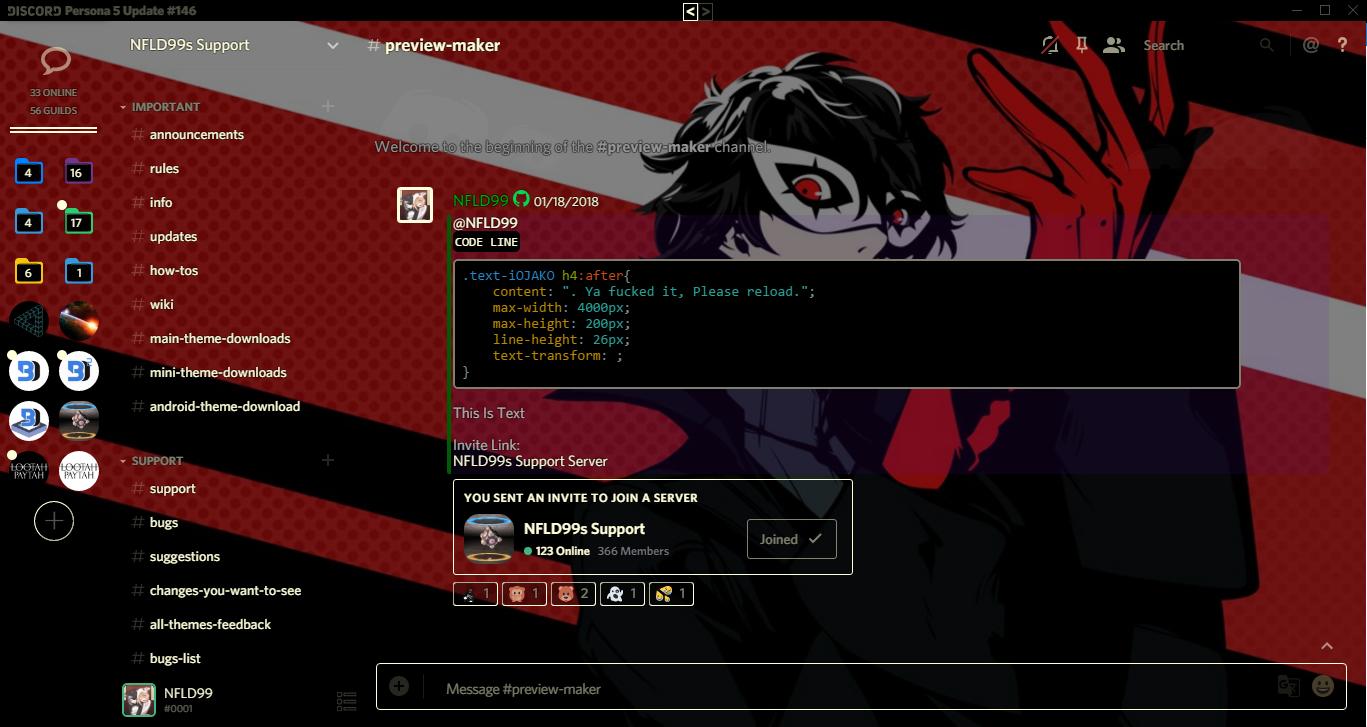 DISCORD Persona 5 Update #146
< >
NFLD99s Support
# preview-maker
Search
@ ?
33 ONLINE
56 GUILDS
4
16
4
17
6
1
LOOTAH
PAYTAH
LOOTAH
PAYTAH
IMPORTANT
# announcements
# rules
# info
# updates
# how-tos
# wiki
# main-theme-downloads
# mini-theme-downloads
# android-theme-download
SUPPORT
# support
# bugs
# suggestions
# changes-you-want-to-see
# all-themes-feedback
# bugs-list
NFLD99
#0001
Welcome to the beginning of the #preview-maker channel.
NFLD99 01/18/2018
@NFLD99
CODE LINE
.text-iOJAKO h4:after{
content: ". Ya fucked it, Please reload.";
max-width: 4000px;
max-height: 200px;
line-height: 26px;
text-transform: ;
}
This Is Text
Invite Link:
NFLD99s Support Server
YOU SENT AN INVITE TO JOIN A SERVER
NFLD99s Support
123 Online 366 Members
Joined
1 1 2 1 1
Message #preview-maker